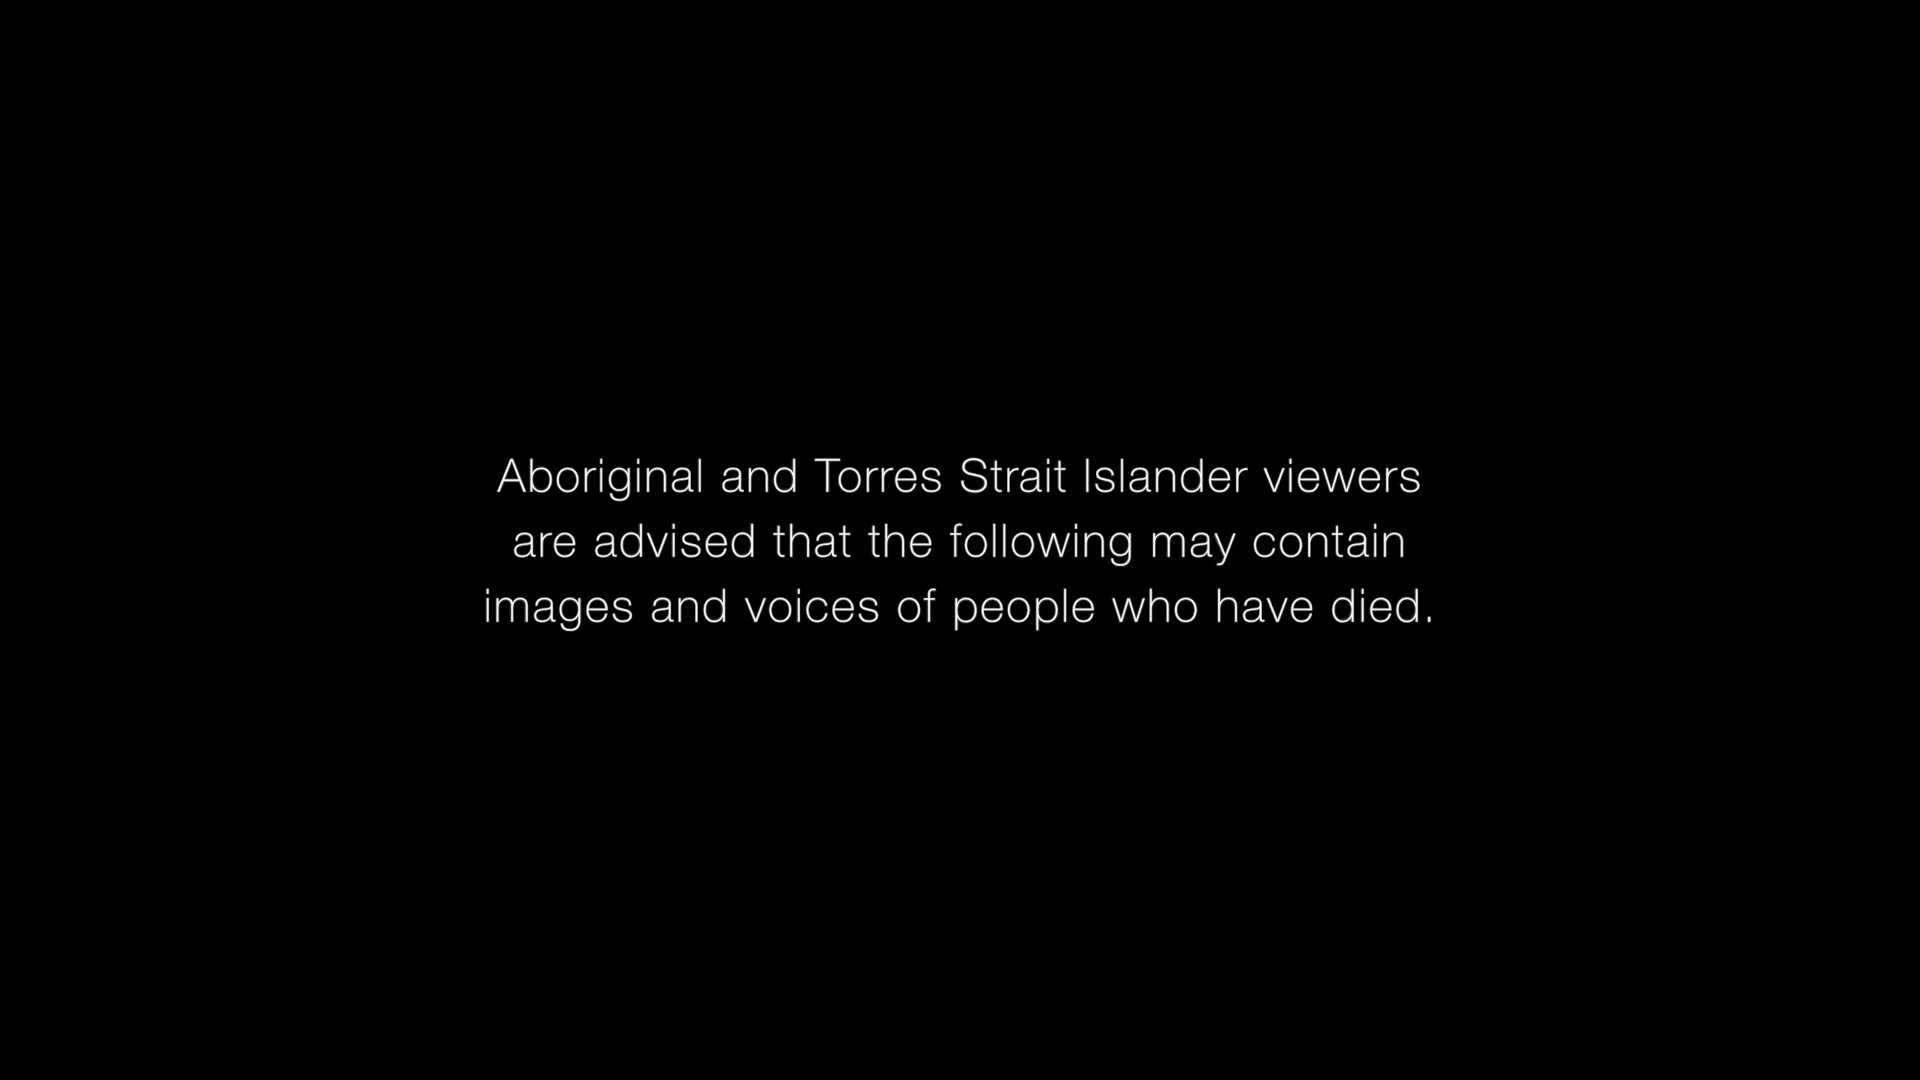 Aboriginal and Torres Strait Islander viewers
are advised that the following may contain
images and voices of people who have died.